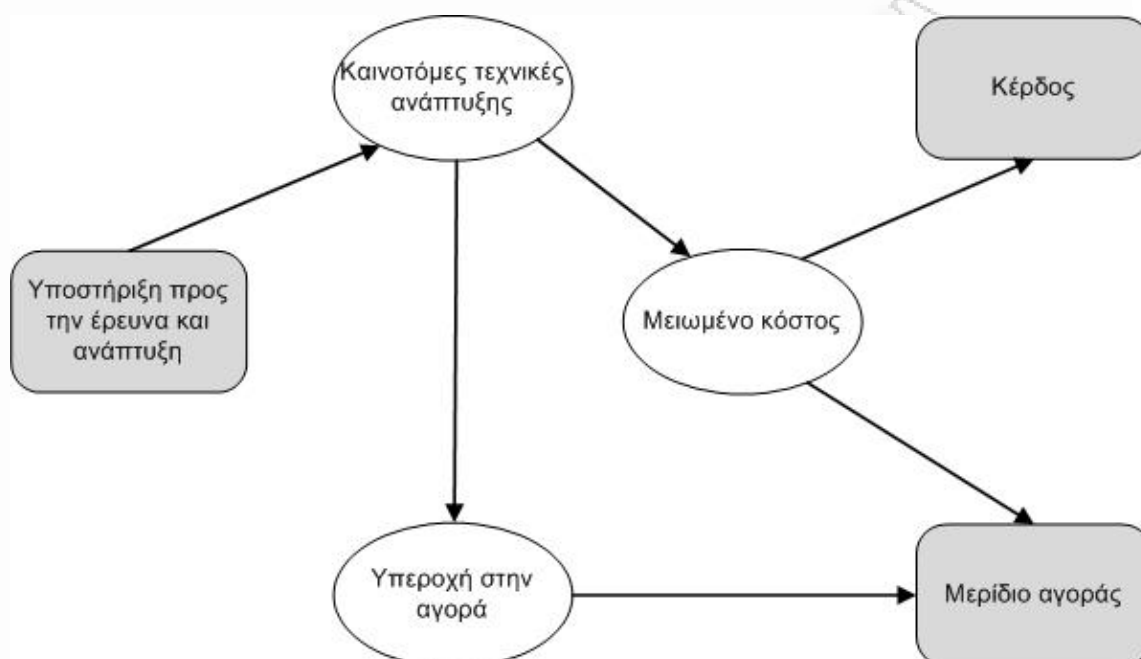 Καινοτόμες τεχνικές
ανάπτυξης
Κέρδος
Υποστήριξη προς
την έρευνα και
ανάπτυξη
Μειωμένο κόστος
Υπεροχή στην
αγορά
Μερίδιο αγοράς